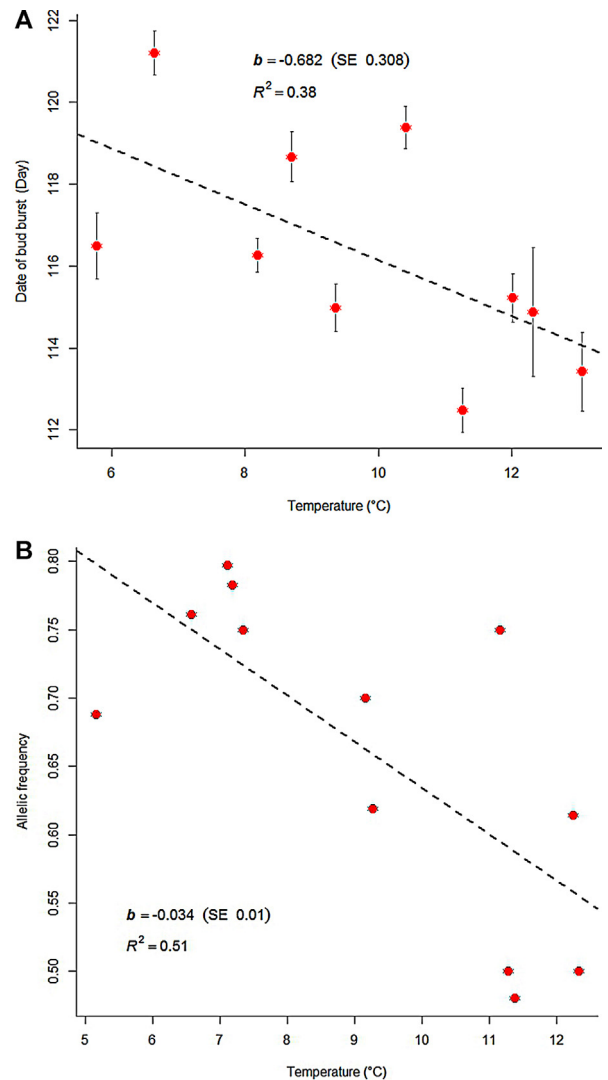 A
122
120
118
116
114
112
Date of bud burst (Day)
b = -0.682 (SE 0.308)
R² = 0.38
6 8 10 12
Temperature (°C)
B
0.80
0.75
0.70
0.65
0.60
0.55
0.50
Allelic frequency
b = -0.034 (SE 0.01)
R² = 0.51
5 6 7 8 9 10 11 12
Temperature (°C)